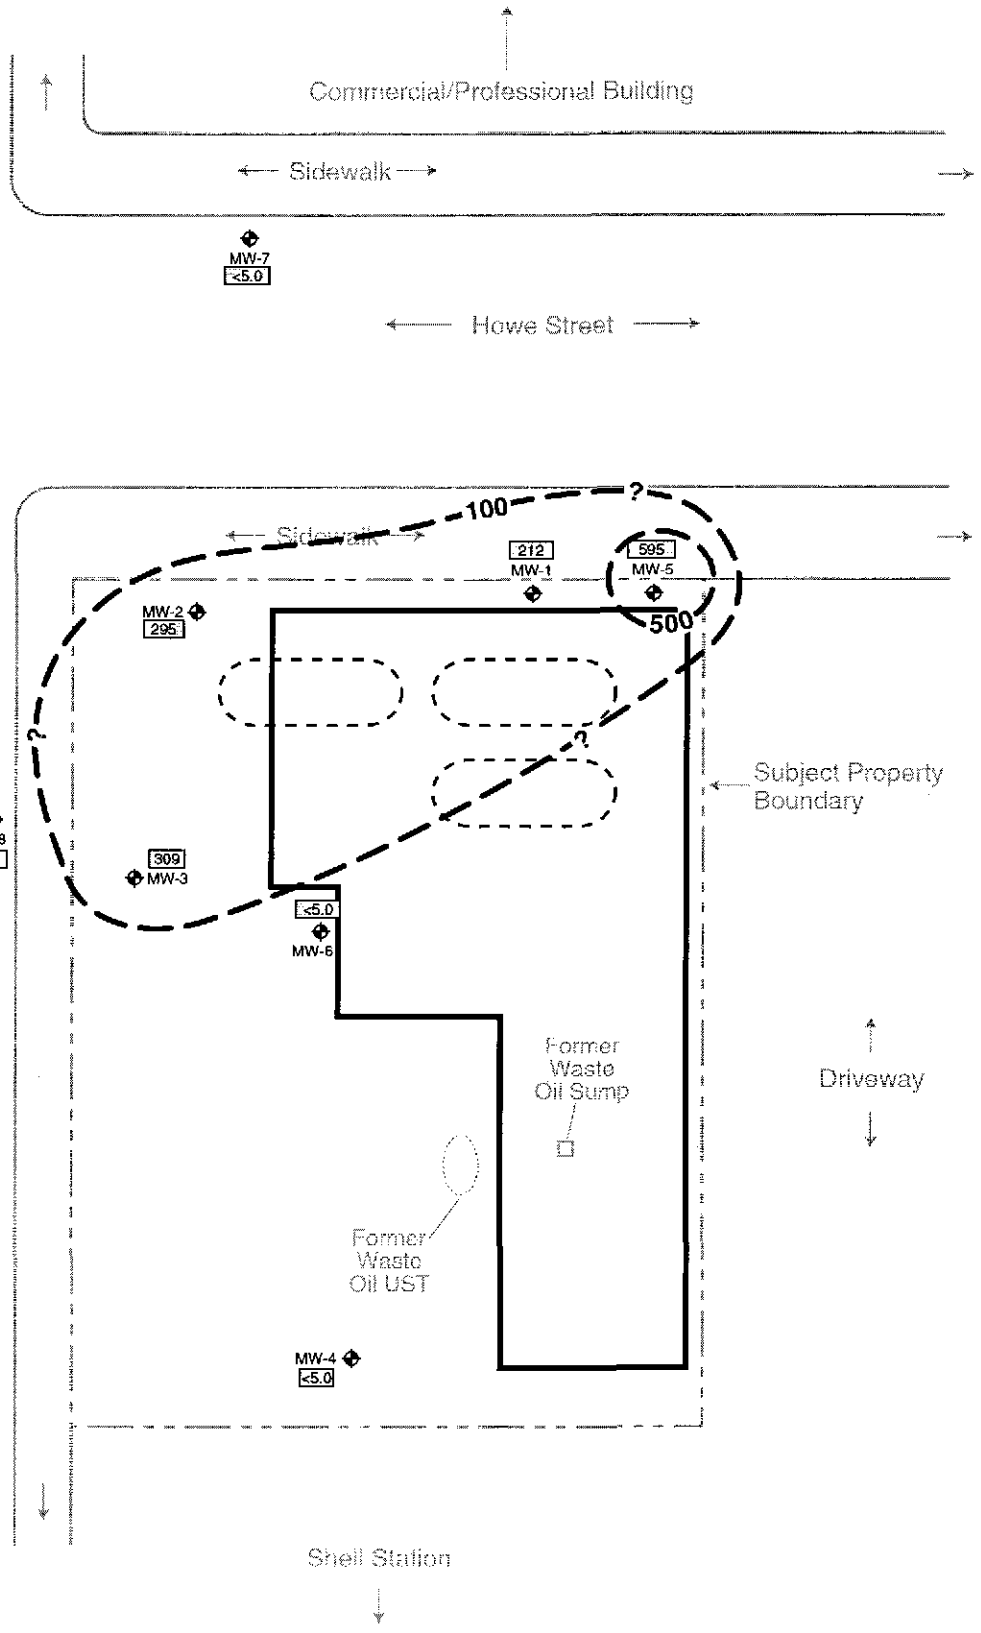 Commercial/Professional Building
Sidewalk
MW-7
<5.0
Howe Street
100
?
Sidewalk
212
MW-1
595
MW-5
MW-2
295
500
?
?
Subject Property
Boundary
8
309
MW-3
<5.0
MW-6
Former
Waste
Oil Sump
Driveway
Former
Waste
Oil UST
MW-4
<5.0
Shell Station